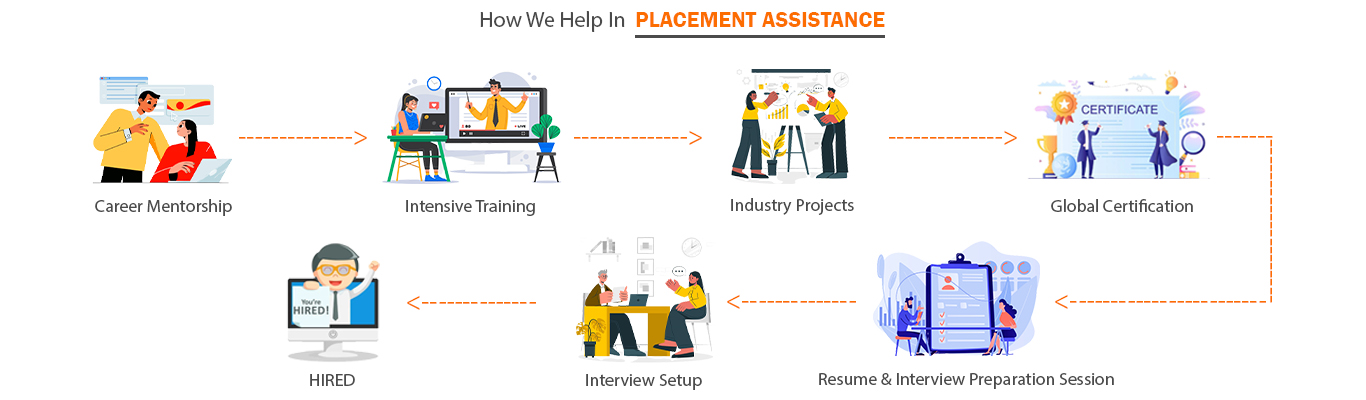 How We Help In PLACEMENT ASSISTANCE
CERTIFICATE
Career Mentorship
Intensive Training
Industry Projects
Global Certification
You're
HIRED!
HIRED
Interview Setup
Resume & Interview Preparation Session